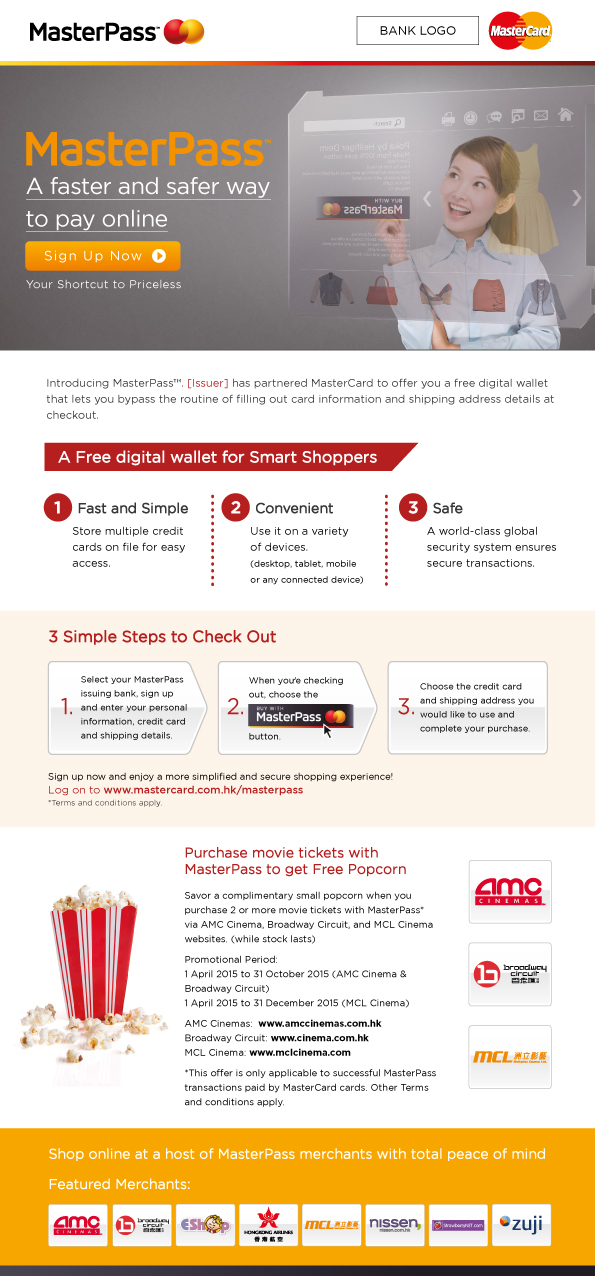 MasterPass™
BANK LOGO
MasterCard
MasterPass™
A faster and safer way
to pay online
Sign Up Now
Your Shortcut to Priceless
Search
BUY WITH
MasterPass
Introducing MasterPass™. [Issuer] has partnered MasterCard to offer you a free digital wallet
that lets you bypass the routine of filling out card information and shipping address details at
checkout.
A Free digital wallet for Smart Shoppers
1 Fast and Simple
Store multiple credit
cards on file for easy
access.
2 Convenient
Use it on a variety
of devices.
(desktop, tablet, mobile
or any connected device)
3 Safe
A world-class global
security system ensures
secure transactions.
3 Simple Steps to Check Out
1.
Select your MasterPass
issuing bank, sign up
and enter your personal
information, credit card
and shipping details.
2.
When you're checking
out, choose the
BUY WITH
MasterPass
button.
3.
Choose the credit card
and shipping address you
would like to use and
complete your purchase.
Sign up now and enjoy a more simplified and secure shopping experience!
Log on to www.mastercard.com.hk/masterpass
*Terms and conditions apply.
Purchase movie tickets with
MasterPass to get Free Popcorn
Savor a complimentary small popcorn when you
purchase 2 or more movie tickets with MasterPass*
via AMC Cinema, Broadway Circuit, and MCL Cinema
websites. (while stock lasts)
Promotional Period:
1 April 2015 to 31 October 2015 (AMC Cinema &
Broadway Circuit)
1 April 2015 to 31 December 2015 (MCL Cinema)
AMC Cinemas: www.amccinemas.com.hk
Broadway Circuit: www.cinema.com.hk
MCL Cinema: www.mclcinema.com
*This offer is only applicable to successful MasterPass
transactions paid by MasterCard cards. Other Terms
and conditions apply.
amc
CINEMAS
broadway
circuit
百老匯
MCL 洲立影藝
Shop online at a host of MasterPass merchants with total peace of mind
Featured Merchants:
amc
CINEMAS
broadway
circuit
百老匯
EShop
HONGKONG AIRLINES
香港航空
MCL 洲立影藝
nissen,
nissen.com.hk
StrawberryNET.com
zuji